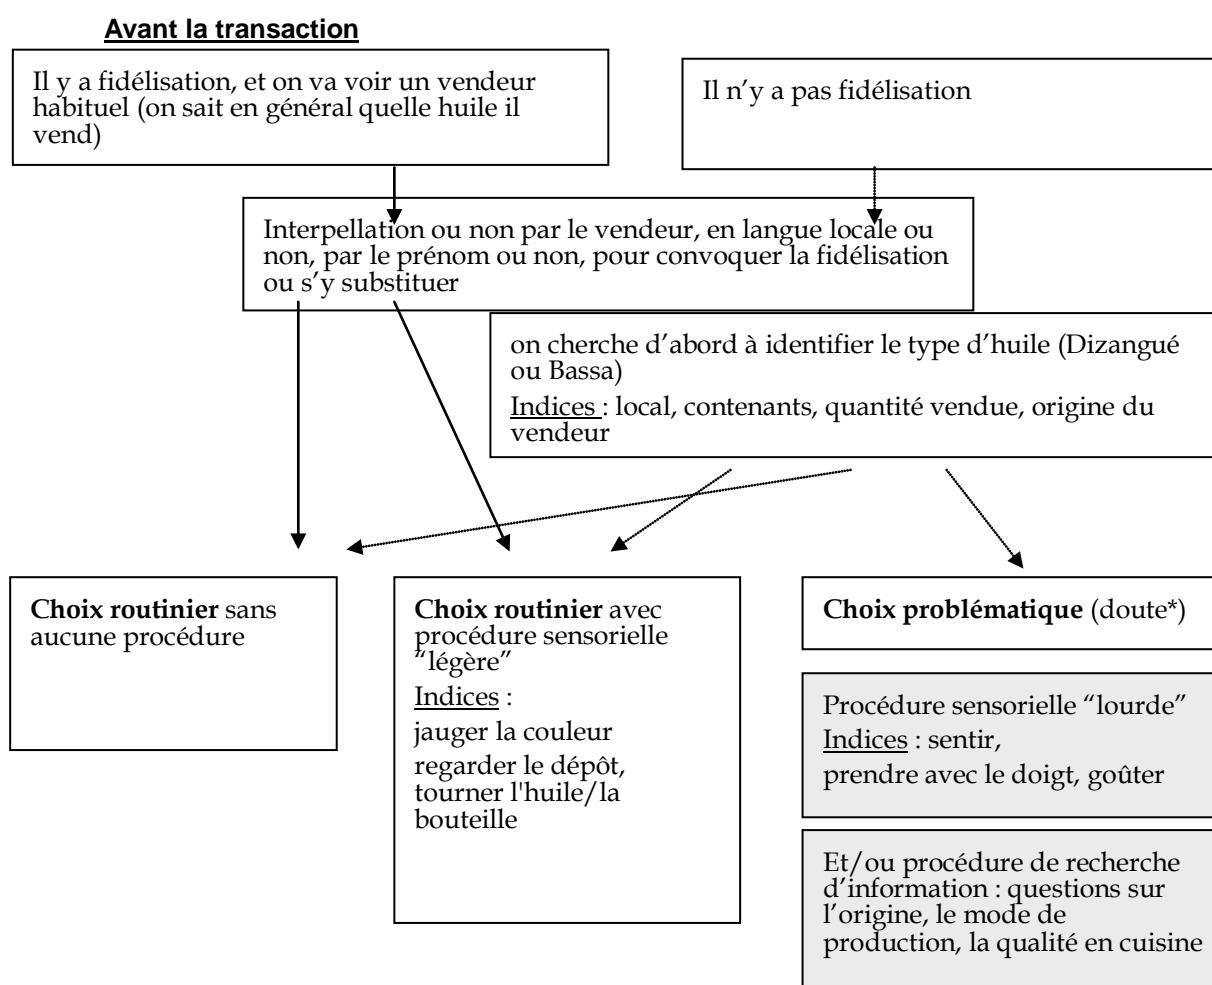 Avant la transaction
Il y a fidélisation, et on va voir un vendeur
habituel (on sait en général quelle huile il
vend)
Il n’y a pas fidélisation
Interpellation ou non par le vendeur, en langue locale ou
non, par le prénom ou non, pour convoquer la fidélisation
ou s’y substituer
on cherche d’abord à identifier le type d’huile (Dizangué
ou Bassa)
Indices : local, contenants, quantité vendue, origine du
vendeur
Choix routinier sans
aucune procédure
Choix routinier avec
procédure sensorielle
“légère”
Indices :
jauger la couleur
regarder le dépôt,
tourner l'huile/la
bouteille
Choix problématique (doute*)
Procédure sensorielle “lourde”
Indices : sentir,
prendre avec le doigt, goûter
Et/ou procédure de recherche
d’information : questions sur
l’origine, le mode de
production, la qualité en cuisine